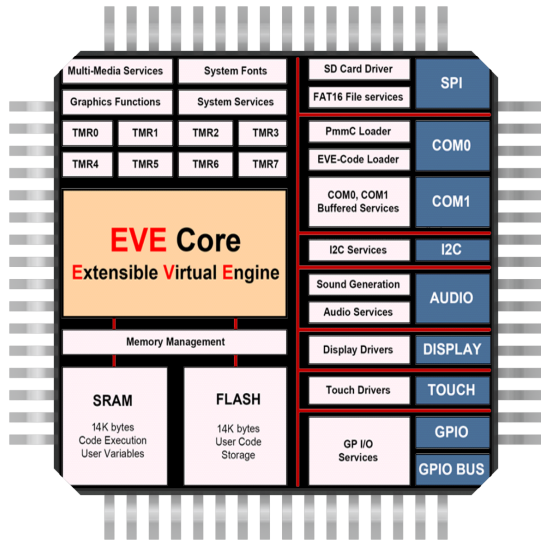 Multi-Media Services
System Fonts
Graphics Functions
System Services
TMR0
TMR1
TMR2
TMR3
TMR4
TMR5
TMR6
TMR7
EVE Core
Extensible Virtual Engine
Memory Management
SRAM
14K bytes
Code Execution
User Variables
FLASH
14K bytes
User Code
Storage
SD Card Driver
FAT16 File services
SPI
PmmC Loader
EVE-Code Loader
COM0
COM0, COM1
Buffered Services
COM1
I2C Services
I2C
Sound Generation
Audio Services
AUDIO
Display Drivers
DISPLAY
Touch Drivers
TOUCH
GP I/O
Services
GPIO
GPIO BUS